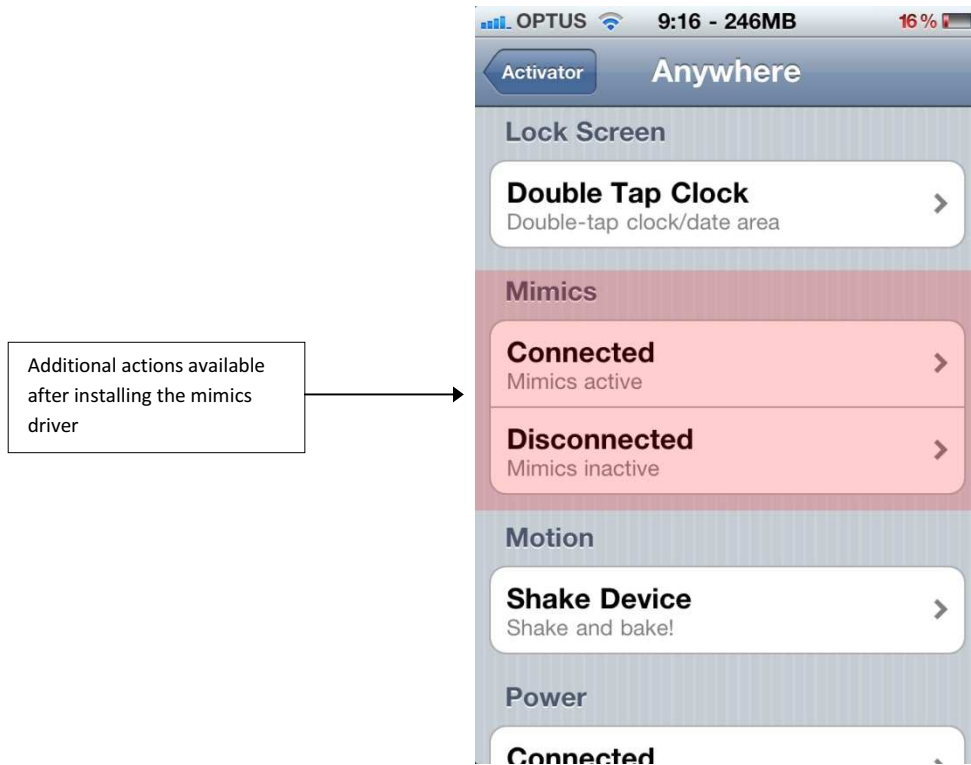 OPTUS 9:16 - 246MB 16%
Activator Anywhere
Lock Screen
Double Tap Clock
Double-tap clock/date area
Mimics
Connected
Mimics active
Disconnected
Mimics inactive
Additional actions available
after installing the mimics
driver
Motion
Shake Device
Shake and bake!
Power
Connected